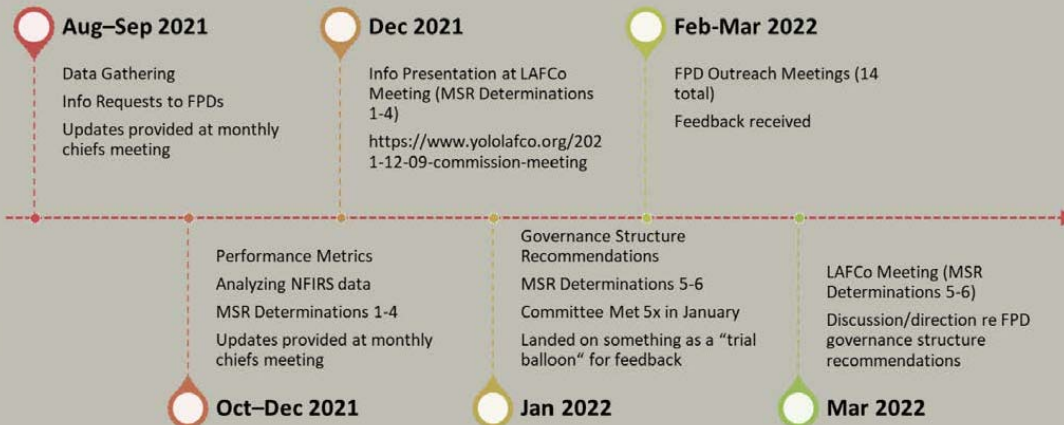 Aug–Sep 2021
Data Gathering
Info Requests to FPDs
Updates provided at monthly
chiefs meeting
Dec 2021
Info Presentation at LAFCo
Meeting (MSR Determinations
1-4)
https://www.yololafco.org/202
1-12-09-commission-meeting
Feb-Mar 2022
FPD Outreach Meetings (14
total)
Feedback received
Performance Metrics
Analyzing NFIRS data
MSR Determinations 1-4
Updates provided at monthly
chiefs meeting
Oct–Dec 2021
Governance Structure
Recommendations
MSR Determinations 5-6
Committee Met 5x in January
Landed on something as a “trial
balloon“ for feedback
Jan 2022
LAFCo Meeting (MSR
Determinations 5-6)
Discussion/direction re FPD
governance structure
recommendations
Mar 2022